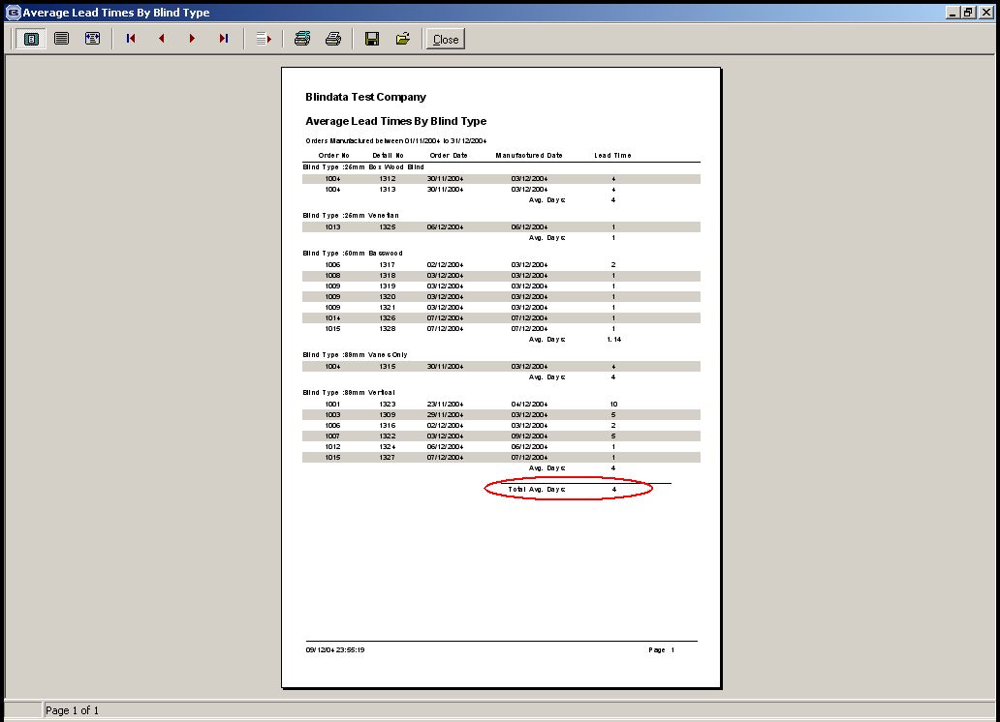 Average Lead Times By Blind Type
Close
Blindata Test Company
Average Lead Times By Blind Type
Orders Manufactured between 01/11/2004 to 31/12/2004
Order No Detail No Order Date Manufactured Date Lead Time
Blind Type :25mm Box Wood Blind
1004 1312 30/11/2004 03/12/2004 4
1004 1313 30/11/2004 03/12/2004 4
Avg. Days: 4
Blind Type :25mm Venetian
1013 1325 06/12/2004 06/12/2004 1
Avg. Days: 1
Blind Type :50mm Basswood
1006 1317 02/12/2004 03/12/2004 2
1008 1318 03/12/2004 03/12/2004 1
1009 1319 03/12/2004 03/12/2004 1
1009 1320 03/12/2004 03/12/2004 1
1009 1321 03/12/2004 03/12/2004 1
1014 1326 07/12/2004 07/12/2004 1
1015 1328 07/12/2004 07/12/2004 1
Avg. Days: 1.14
Blind Type :89mm Vanes Only
1004 1315 30/11/2004 03/12/2004 4
Avg. Days: 4
Blind Type :89mm Vertical
1001 1323 23/11/2004 04/12/2004 10
1003 1309 29/11/2004 03/12/2004 5
1006 1316 02/12/2004 03/12/2004 2
1007 1322 03/12/2004 09/12/2004 5
1012 1324 06/12/2004 06/12/2004 1
1015 1327 07/12/2004 07/12/2004 1
Avg. Days: 4
Total Avg. Days: 4
09/12/04 23:55:19 Page 1
Page 1 of 1